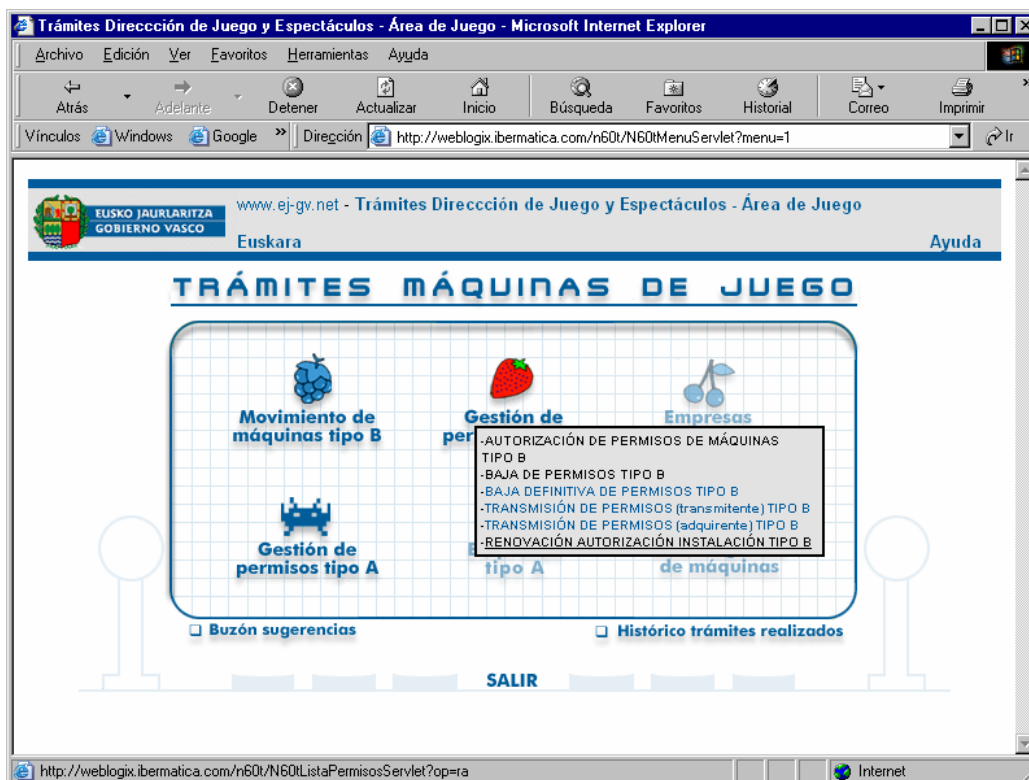 Trámites Direccción de Juego y Espectáculos - Área de Juego - Microsoft Internet Explorer
Archivo Edición Ver Favoritos Herramientas Ayuda
Atrás Adelante Detener Actualizar Inicio Búsqueda Favoritos Historial Correo Imprimir »
Vínculos Windows Google » Dirección http://weblogix.ibermatica.com/n60t/N60tMenuServlet?menu=1 Ir
EUSKO JAURLARITZA
GOBIERNO VASCO
www.ej-gv.net - Trámites Direccción de Juego y Espectáculos - Área de Juego
Euskara Ayuda
TRÁMITES MÁQUINAS DE JUEGO
Movimiento de
máquinas tipo B
Gestión de
per
Empresas
-AUTORIZACIÓN DE PERMISOS DE MÁQUINAS
TIPO B
-BAJA DE PERMISOS TIPO B
-BAJA DEFINITIVA DE PERMISOS TIPO B
-TRANSMISIÓN DE PERMISOS (transmitente) TIPO B
-TRANSMISIÓN DE PERMISOS (adquirente) TIPO B
-RENOVACIÓN AUTORIZACIÓN INSTALACIÓN TIPO B
Gestión de
permisos tipo A
tipo A
de máquinas
Buzón sugerencias
Histórico trámites realizados
SALIR
http://weblogix.ibermatica.com/n60t/N60tListaPermisosServlet?op=ra Internet